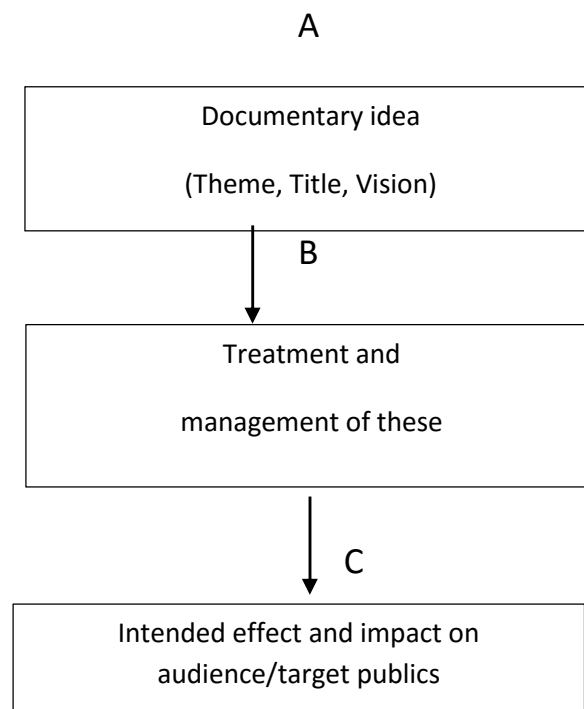 A
Documentary idea
(Theme, Title, Vision)
B
Treatment and
management of these
C
Intended effect and impact on
audience/target publics